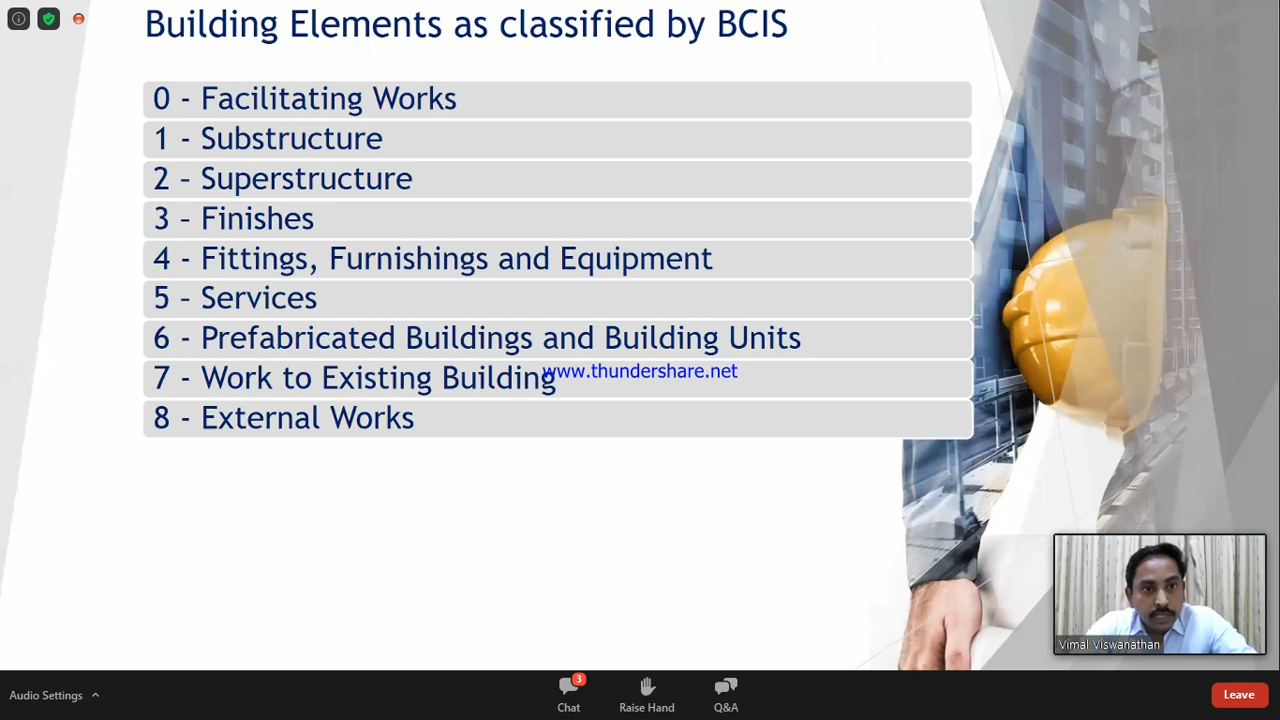 Building Elements as classified by BCIS
0 - Facilitating Works
1 - Substructure
2 – Superstructure
3 – Finishes
4 – Fittings, Furnishings and Equipment
5 – Services
6 - Prefabricated Buildings and Building Units
7 - Work to Existing Building
www.thundershare.net
8 - External Works
Vimal Viswanathan
Audio Settings
3
Chat
Raise Hand
Q&A
Leave